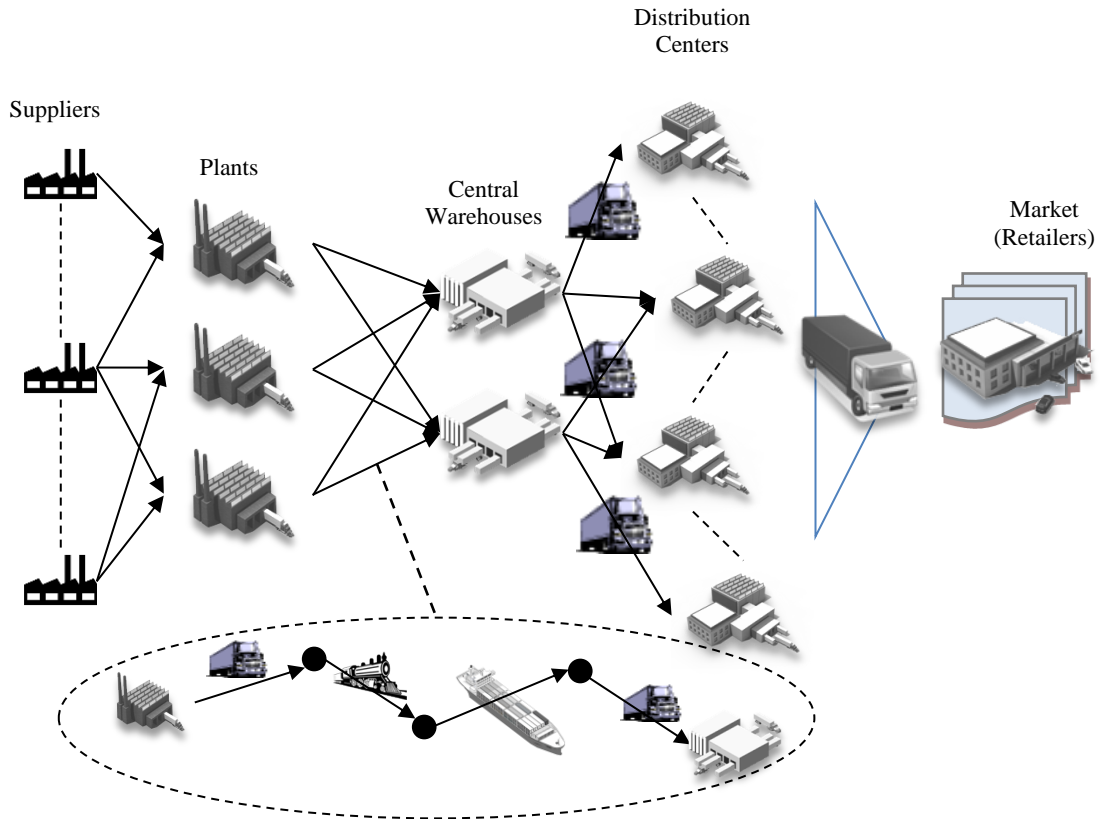 Suppliers
Plants
Central
Warehouses
Distribution
Centers
Market
(Retailers)